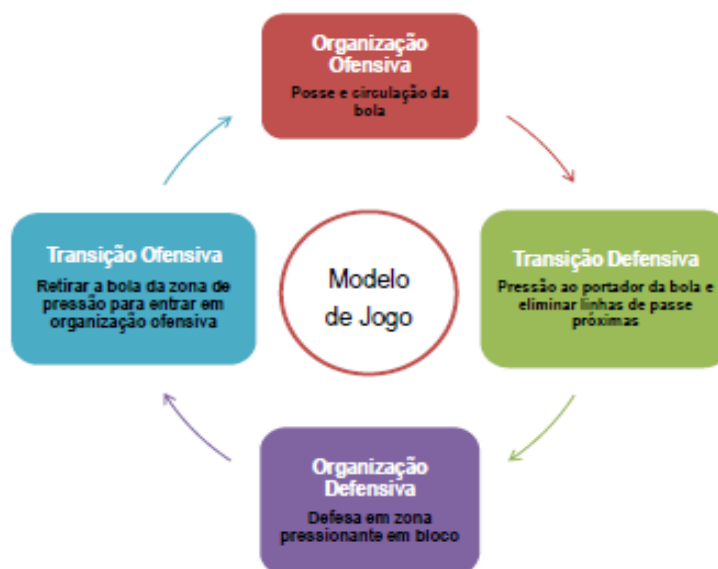 Organização
Ofensiva
Posse e circulação da
bola
Transição Ofensiva
Retirar a bola da zona de
pressão para entrar em
organização ofensiva
Modelo
de Jogo
Transição Defensiva
Pressão ao portador da bola e
eliminar linhas de passe
próximas
Organização
Defensiva
Defesa em zona
pressionante em bloco